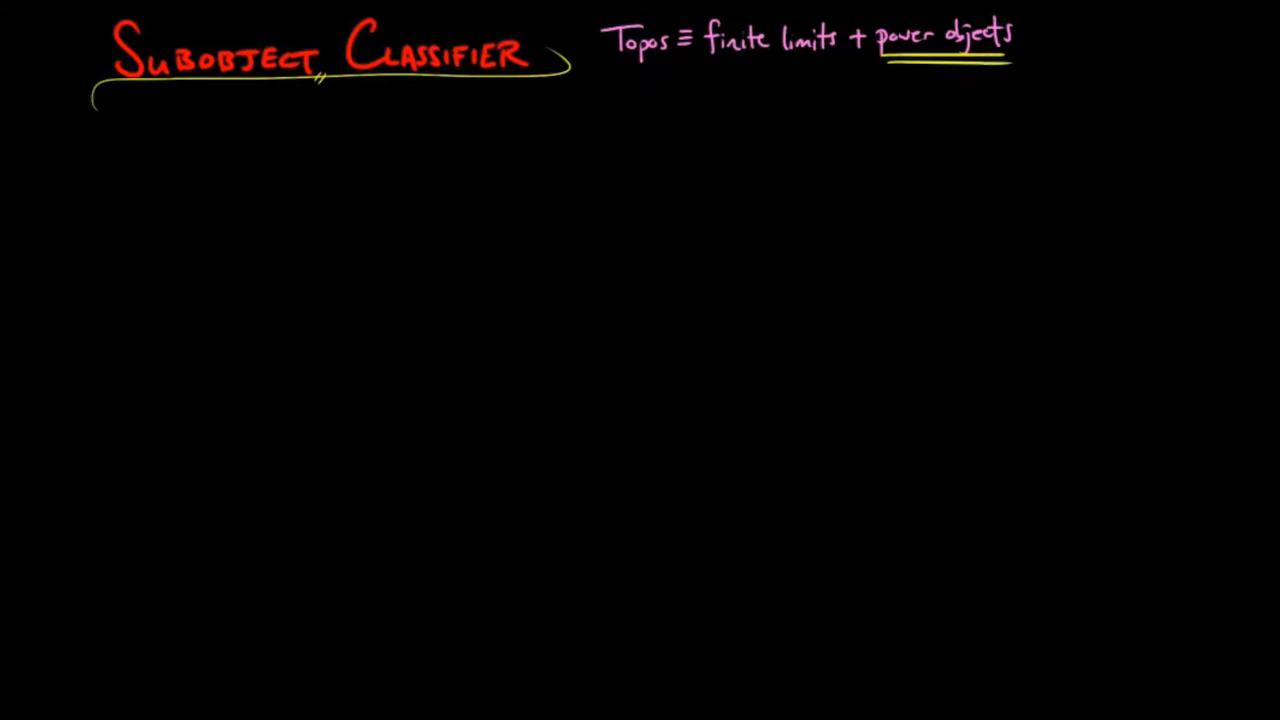 SUBOBJECT CLASSIFIER
Topos ≡ finite limits + power objects